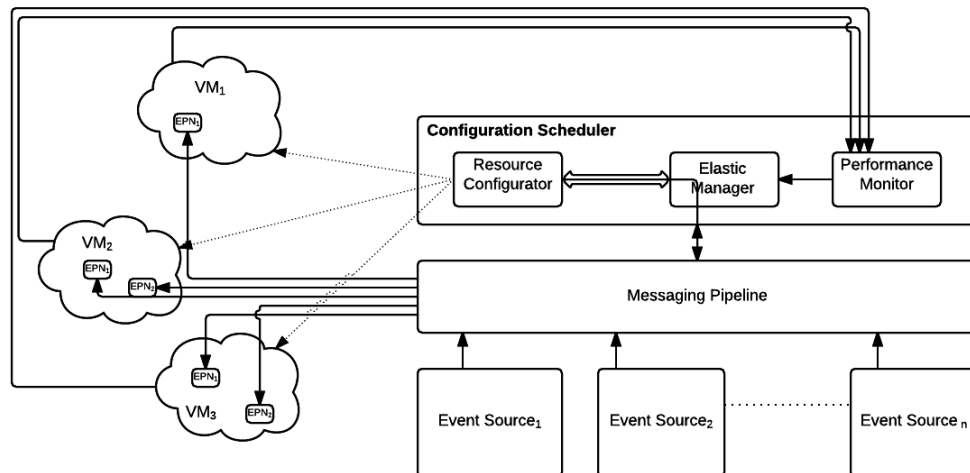 VM₁
EPN₁
Configuration Scheduler
Resource
Configurator
Elastic
Manager
Performance
Monitor
VM₂
EPN₁
EPN₂
Messaging Pipeline
EPN₁
VM₃
EPN₂
Event Source₁
Event Source₂
Event Source ₙ